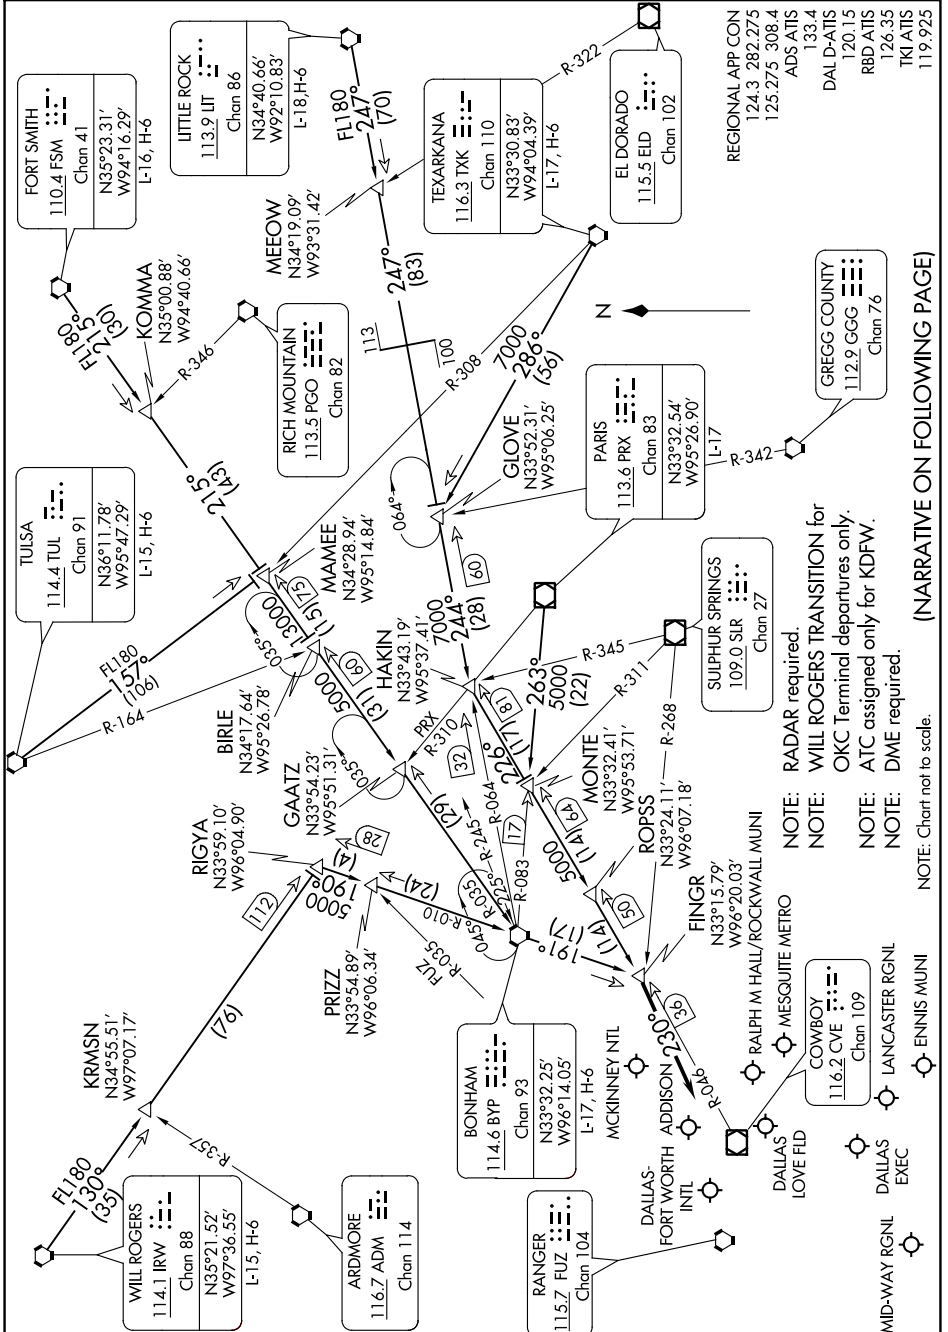 REGIONAL APP CON
124.3 282.275
125.275 308.4
ADS ATIS
133.4
DAL D-ATIS
120.15
RBD ATIS
126.35
TKI ATIS
119.925
FORT SMITH
110.4 FSM
Chan 41
N35°23.31'
W94°16.29'
L-16, H-6
LITTLE ROCK
113.9 LIT
Chan 86
N34°40.66'
W92°10.83'
L-18,H-6
TEXARKANA
116.3 TXK
Chan 110
N33°30.83'
W94°04.39'
L-17, H-6
EL DORADO
115.5 ELD
Chan 102
R-322
FL180
247°
(70)
MEEOW
N34°19.09'
W93°31.42'
247°
(83)
113
100
R-308
7000
286°
(56)
N
FL180
215°
(30)
KOMMA
N35°00.88'
W94°40.66'
R-346
RICH MOUNTAIN
113.5 PGO
Chan 82
215°
(43)
GLOVE
N33°52.31'
W95°06.25'
064°
PARIS
113.6 PRX
Chan 83
N33°32.54'
W95°26.90'
L-17
GREGG COUNTY
112.9 GGG
Chan 76
R-342
TULSA
114.4 TUL
Chan 91
N36°11.78'
W95°47.29'
L-15, H-6
FL180
157°
(106)
R-164
MAMEE
N34°28.94'
W95°14.84'
13000
(15)
75
035°
BIRLE
N34°17.64'
W95°26.78'
60
5000
(31)
035°
GAATZ
N33°54.23'
W95°51.31'
(29)
HAKIN
N33°43.19'
W95°37.41'
7000
244°
(28)
60
PRX
R-310
32
R-345
R-311
81
226°
(17)
263°
5000
(22)
MONTE
N33°32.41'
W95°53.71'
SULPHUR SPRINGS
109.0 SLR
Chan 27
R-268
64
(14)
5000
ROPSS
N33°24.11'
W96°07.18'
50
(14)
FINGR
N33°15.79'
W96°20.03'
36
230°
R-046
RIGYA
N33°59.10'
W96°04.90'
112
28
(4)
5000
190°
PRIZZ
N33°54.89'
W96°06.34'
(24)
R-010
FUZ
R-035
045°
R-035
225°
R-245
R-064
R-083
17
191°
(17)
KRMSN
N34°55.51'
W97°07.17'
(76)
FL180
130°
(35)
R-357
WILL ROGERS
114.1 IRW
Chan 88
N35°21.52'
W97°36.55'
L-15, H-6
ARDMORE
116.7 ADM
Chan 114
BONHAM
114.6 BYP
Chan 93
N33°32.25'
W96°14.05'
L-17, H-6
RANGER
115.7 FUZ
Chan 104
COWBOY
116.2 CVE
Chan 109
MCKINNEY NTL
ADDISON
DALLAS-
FORT WORTH
INTL
RALPH M HALL/ROCKWALL MUNI
MESQUITE METRO
DALLAS
LOVE FLD
DALLAS
EXEC
LANCASTER RGNL
ENNIS MUNI
MID-WAY RGNL
NOTE: RADAR required.
NOTE: WILL ROGERS TRANSITION for
OKC Terminal departures only.
NOTE: ATC assigned only for KDFW.
NOTE: DME required.
NOTE: Chart not to scale.
(NARRATIVE ON FOLLOWING PAGE)